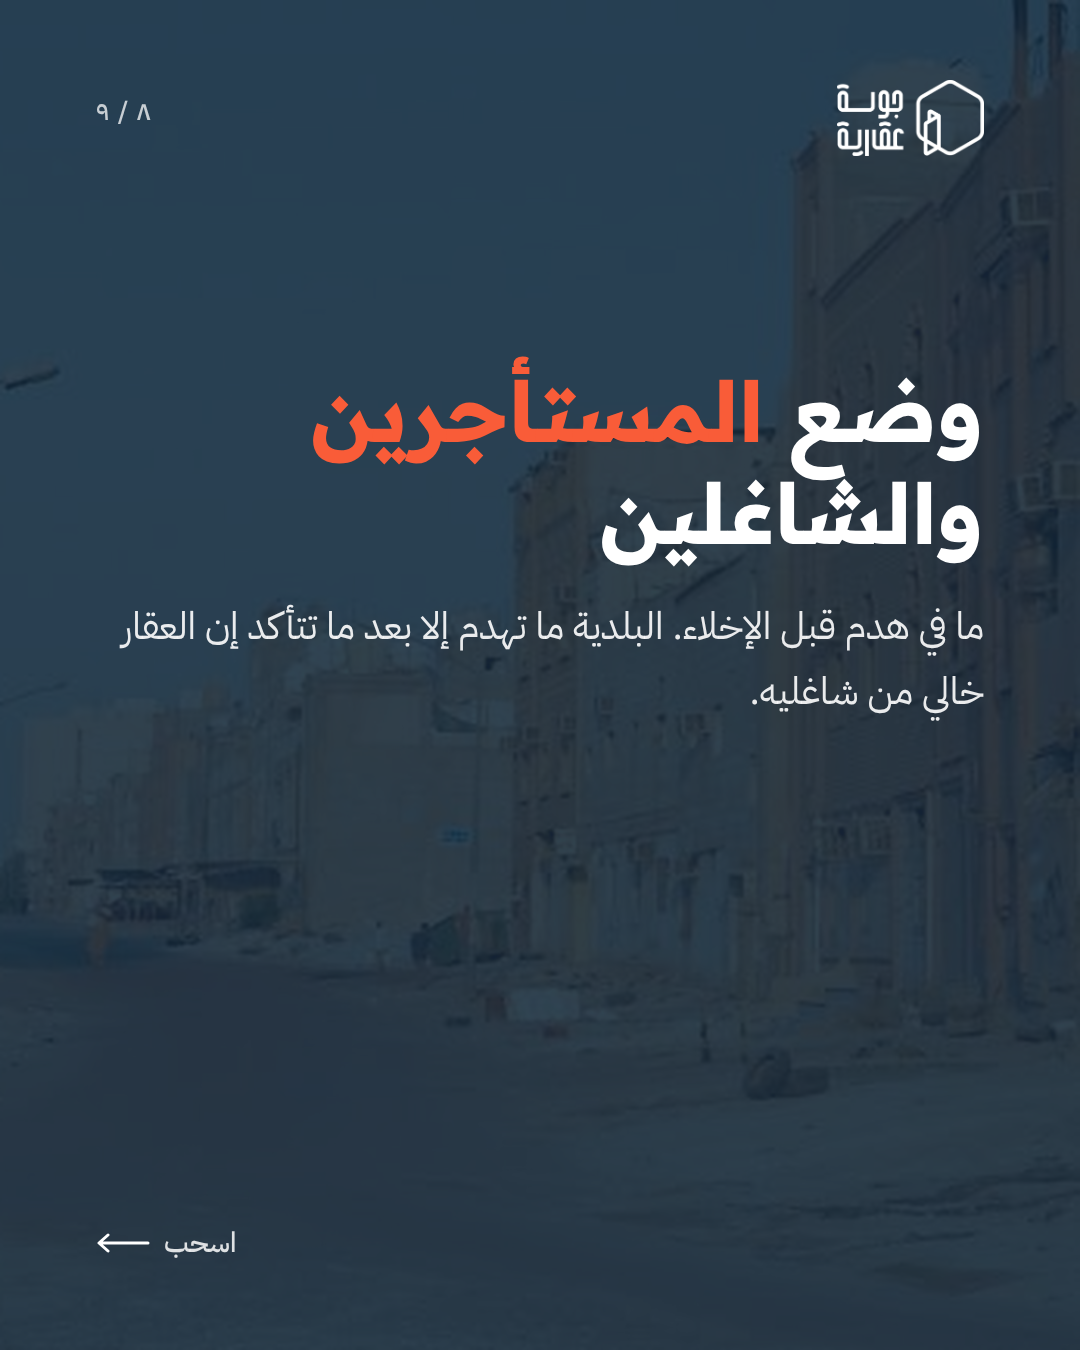 جوبة
عقارية
٨ / ٩
وضع المستأجرين
والشاغلين
ما في هدم قبل الإخلاء. البلدية ما تهدم إلا بعد ما تتأكد إن العقار
خالي من شاغليه.
اسحب